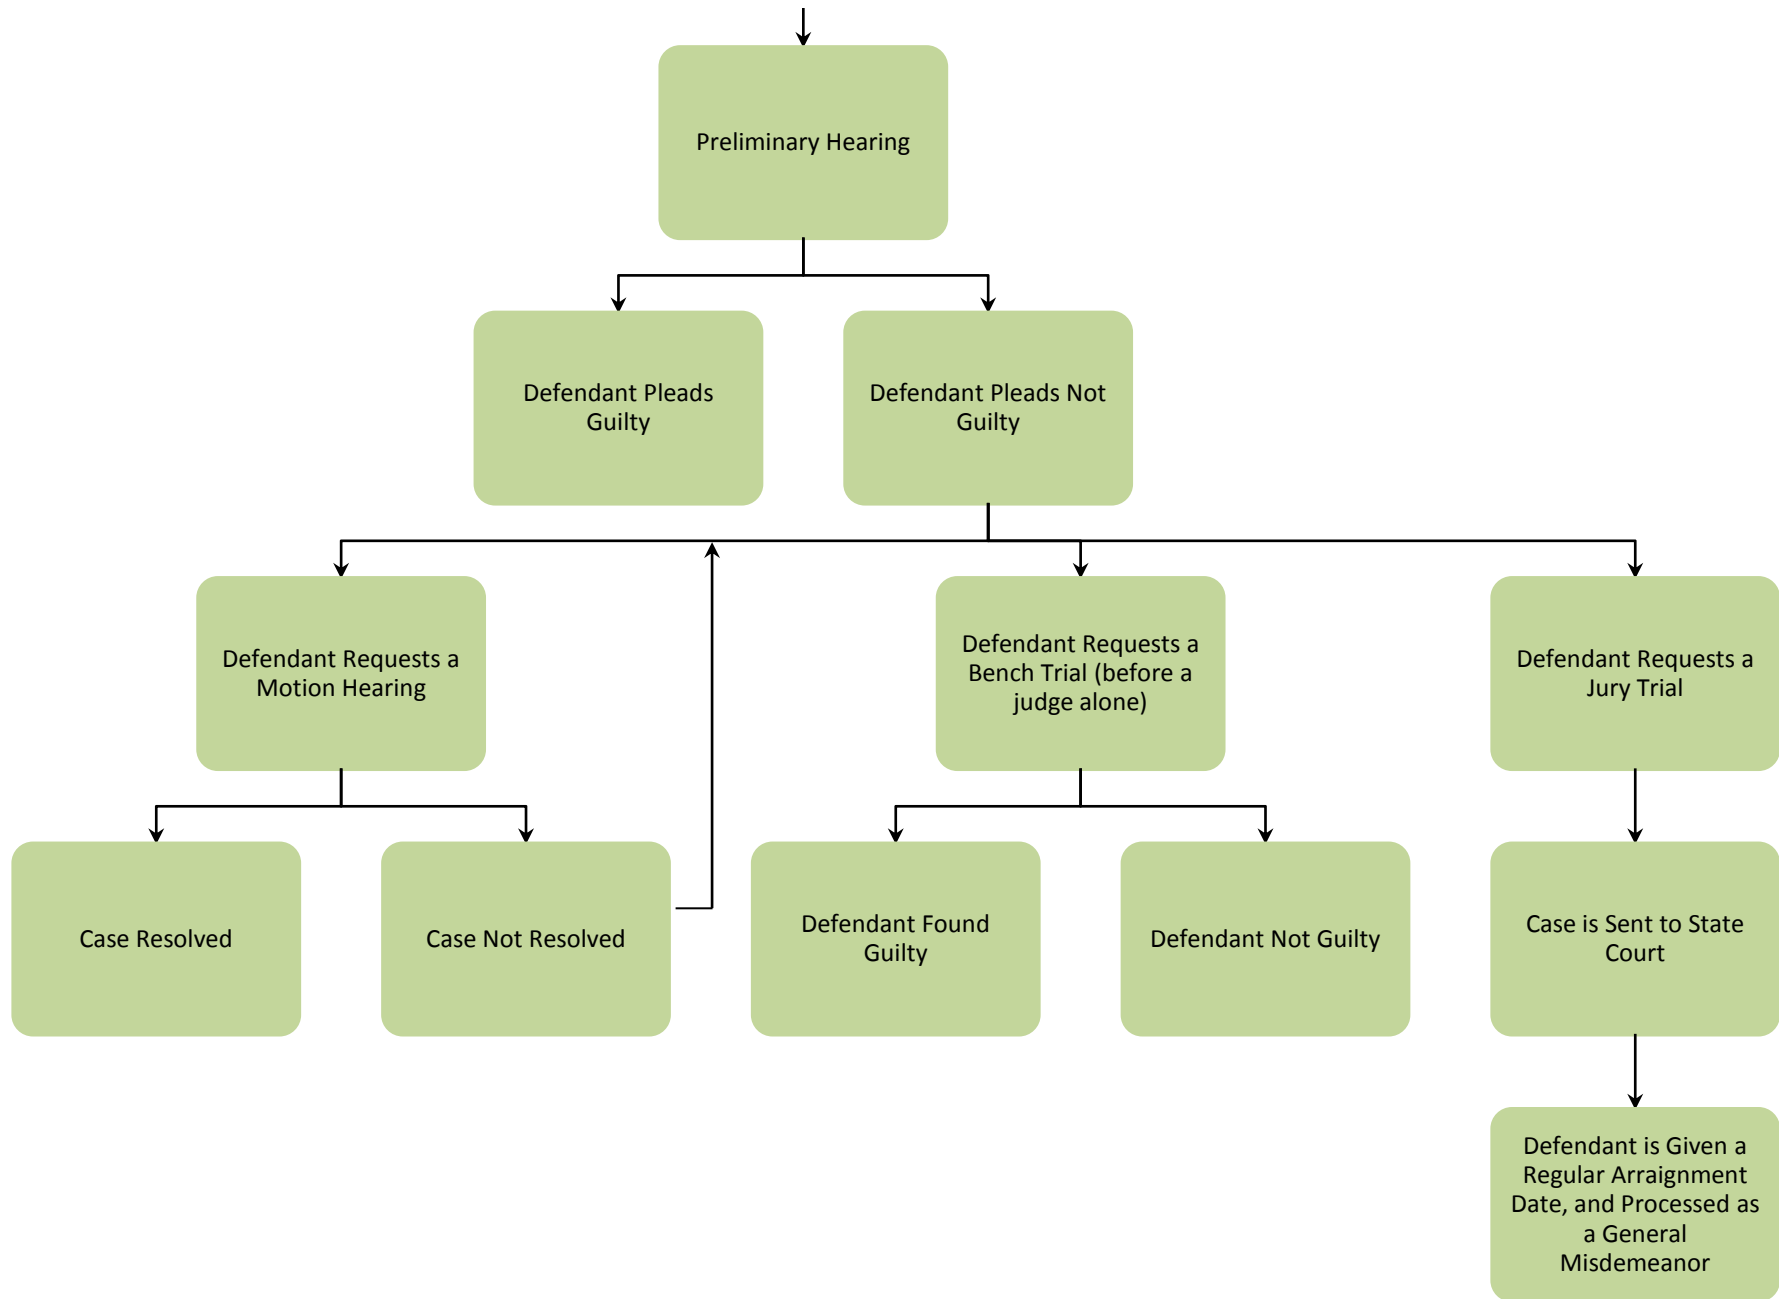 Preliminary Hearing
Defendant Pleads
Guilty
Defendant Pleads Not
Guilty
Defendant Requests a
Motion Hearing
Defendant Requests a
Bench Trial (before a
judge alone)
Defendant Requests a
Jury Trial
Case Resolved
Case Not Resolved
Defendant Found
Guilty
Defendant Not Guilty
Case is Sent to State
Court
Defendant is Given a
Regular Arraignment
Date, and Processed as
a General
Misdemeanor